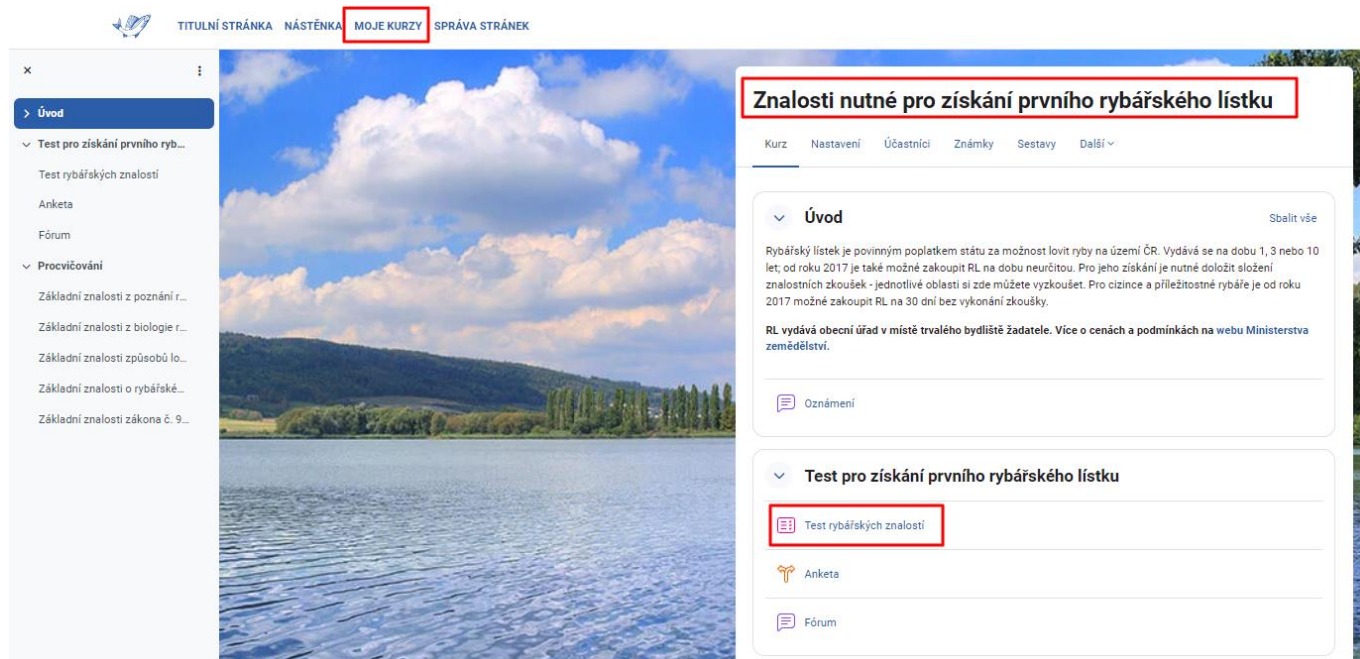 TITULNÍ STRÁNKA NÁSTĚNKA MOJE KURZY SPRÁVA STRÁNEK
Úvod
Test pro získání prvního ryb...
Test rybářských znalostí
Anketa
Fórum
Procvičování
Základní znalosti z poznání r...
Základní znalosti z biologie r...
Základní znalosti způsobů lo...
Základní znalosti o rybářské...
Základní znalosti zákona č. 9...
Znalosti nutné pro získání prvního rybářského lístku
Kurz Nastavení Účastníci Známky Sestavy Další
Úvod Sbalit vše
Rybářský lístek je povinným poplatkem státu za možnost lovit ryby na území ČR. Vydává se na dobu 1, 3 nebo 10
let; od roku 2017 je také možné zakoupit RL na dobu neurčitou. Pro jeho získání je nutné doložit složení
znalostních zkoušek - jednotlivé oblasti si zde můžete vyzkoušet. Pro cizince a příležitostné rybáře je od roku
2017 možné zakoupit RL na 30 dní bez vykonání zkoušky.
RL vydává obecní úřad v místě trvalého bydliště žadatele. Více o cenách a podmínkách na webu Ministerstva
zemědělství.
Oznámení
Test pro získání prvního rybářského lístku
Test rybářských znalostí
Anketa
Fórum